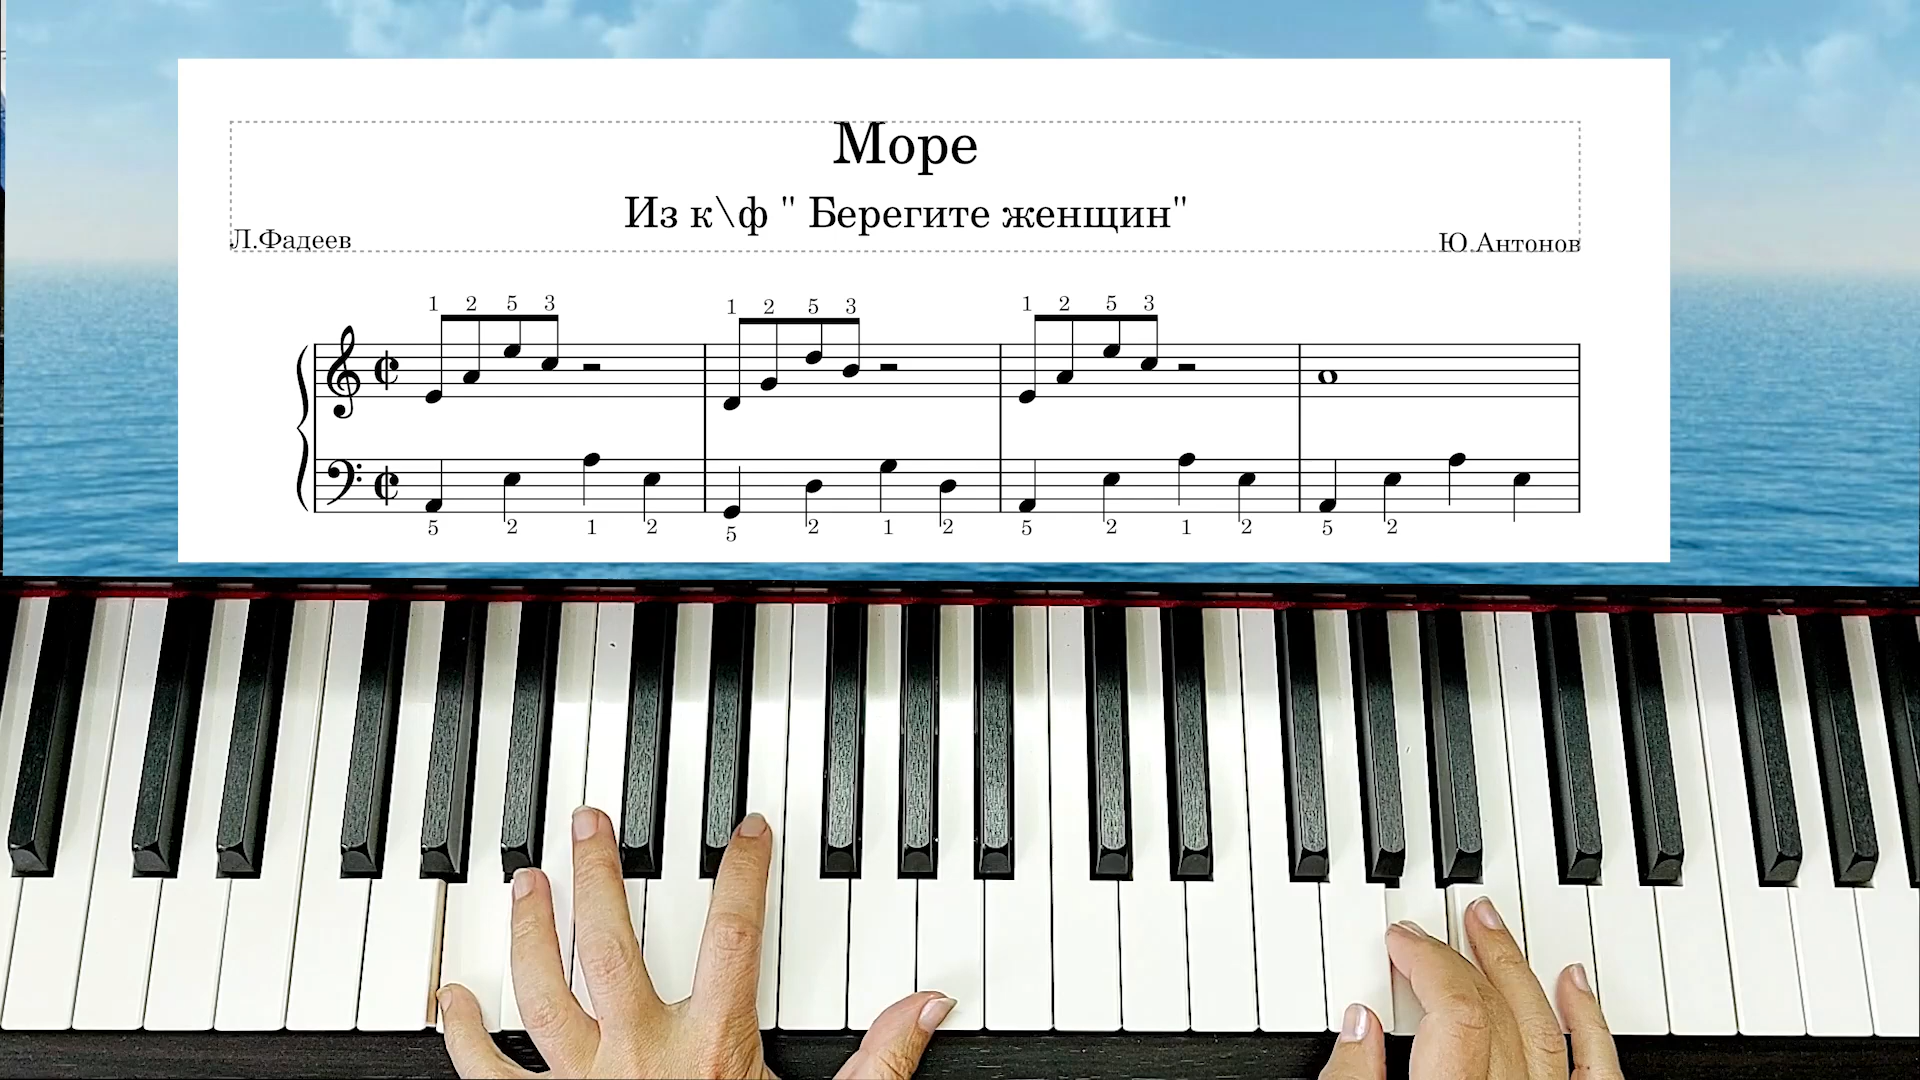 Море
Из к\ф " Берегите женщин"
Л.Фадеев
Ю.Антонов
1 2 5 3 1 2 5 3 1 2 5 3
5 2 1 2 5 2 1 2 5 2 1 2 5 2